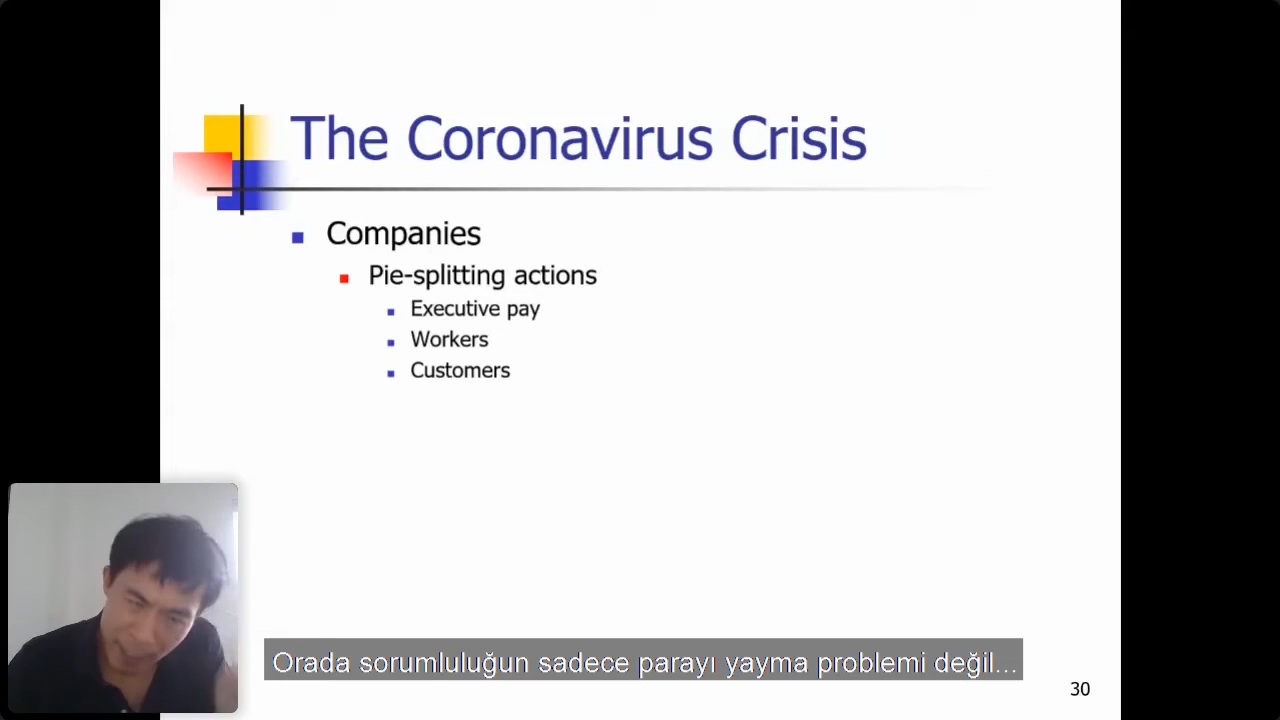 The Coronavirus Crisis
Companies
Pie-splitting actions
Executive pay
Workers
Customers
Orada sorumluluğun sadece parayı yayma problemi değil...
30